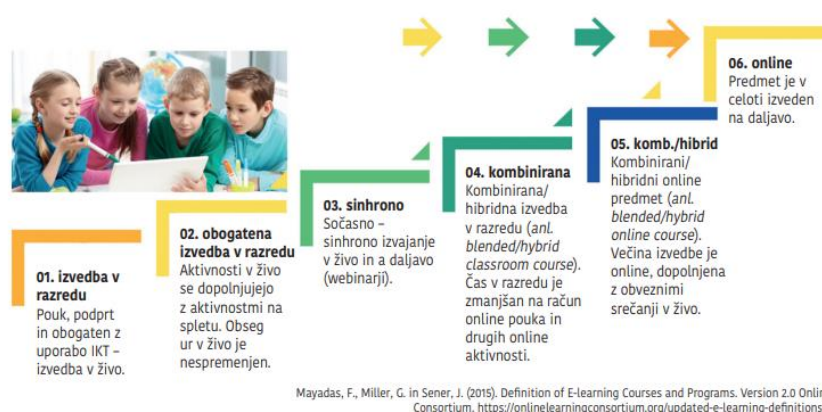 01. izvedba v
razredu
Pouk, podprt
in obogaten z
uporabo IKT –
izvedba v živo.
02. obogatena
izvedba v razredu
Aktivnosti v živo
se dopolnjujejo
z aktivnostmi na
spletu. Obseg
ur v živo je
nespremenjen.
03. sinhrono
Sočasno –
sinhrono izvajanje
v živo in a daljavo
(webinarji).
04. kombinirana
Kombinirana/
hibridna izvedba
v razredu (anl.
blended/hybrid
classroom course).
Čas v razredu je
zmanjšan na račun
online pouka in
drugih online
aktivnosti.
05. komb./hibrid
Kombinirani/
hibridni online
predmet (anl.
blended/hybrid
online course).
Večina izvedbe je
online, dopolnjena
z obveznimi
srečanji v živo.
06. online
Predmet je v
celoti izveden
na daljavo.
Mayadas, F., Miller, G. in Sener, J. (2015). Definition of E-learning Courses and Programs. Version 2.0 Onlin
Consortium. https://onlinelearningconsortium.org/updated-e-learning-definitions